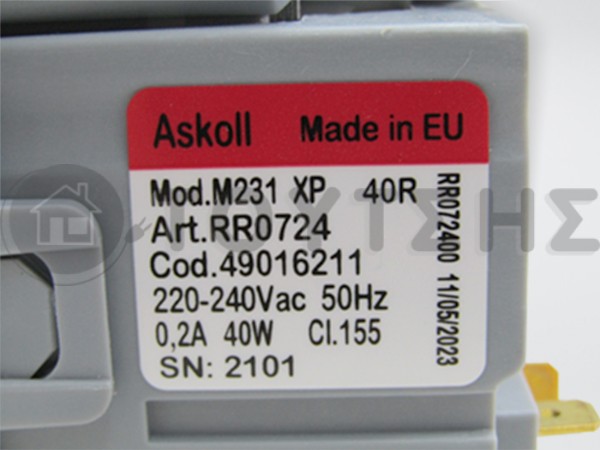 Askoll Made in EU
Mod.M231 XP 40R
Art.RR0724
Cod.49016211
220-240Vac 50Hz
0,2A 40W Cl.155
SN: 2101
RR072400 11/05/2023
ΤΟΥΤΣΗΣ